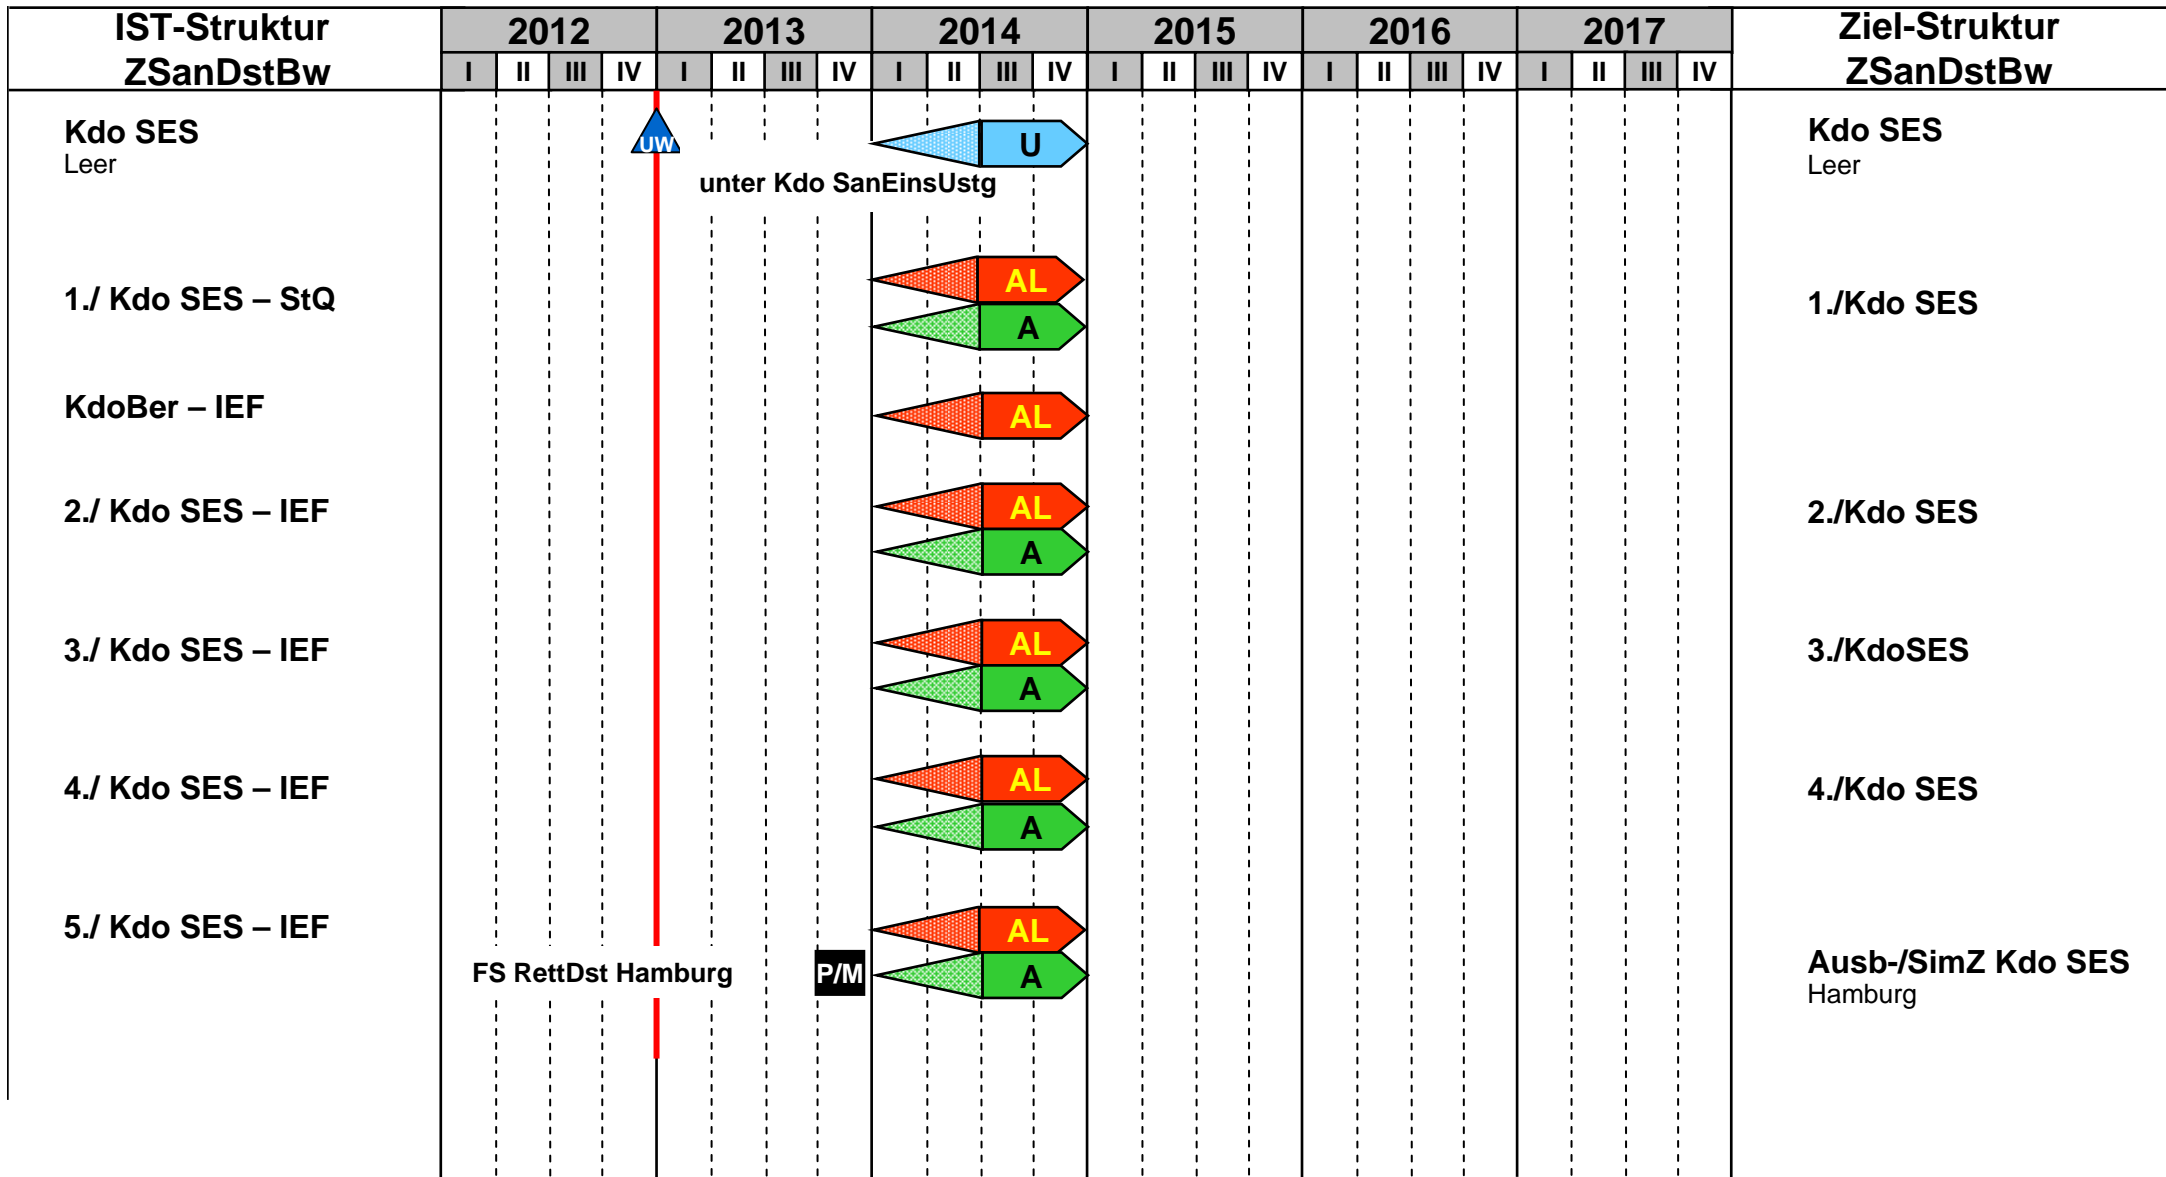 IST-Struktur
ZSanDstBw
2012 2013 2014 2015 2016 2017
I II III IV I II III IV I II III IV I II III IV I II III IV I II III IV
Ziel-Struktur
ZSanDstBw
Kdo SES
Leer
UW
U
unter Kdo SanEinsUstg
Kdo SES
Leer
1./ Kdo SES – StQ
AL
A
1./Kdo SES
KdoBer – IEF
AL
2./ Kdo SES – IEF
AL
A
2./Kdo SES
3./ Kdo SES – IEF
AL
A
3./KdoSES
4./ Kdo SES – IEF
AL
A
4./Kdo SES
5./ Kdo SES – IEF
AL
FS RettDst Hamburg
P/M
A
Ausb-/SimZ Kdo SES
Hamburg